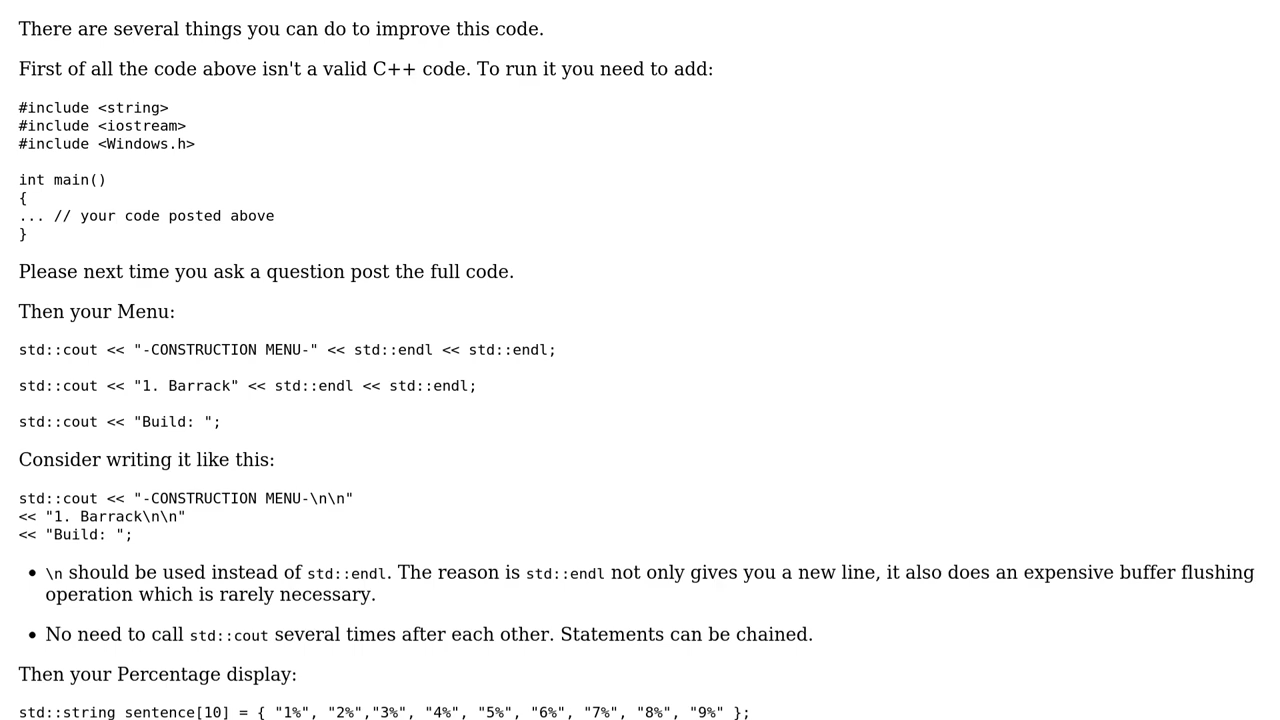 There are several things you can do to improve this code.
First of all the code above isn't a valid C++ code. To run it you need to add:
#include <string>
#include <iostream>
#include <Windows.h>
int main()
{
... // your code posted above
}
Please next time you ask a question post the full code.
Then your Menu:
std::cout << "-CONSTRUCTION MENU-" << std::endl << std::endl;
std::cout << "1. Barrack" << std::endl << std::endl;
std::cout << "Build: ";
Consider writing it like this:
std::cout << "-CONSTRUCTION MENU-\n\n"
<< "1. Barrack\n\n"
<< "Build: ";
• \n should be used instead of std::endl. The reason is std::endl not only gives you a new line, it also does an expensive buffer flushing
operation which is rarely necessary.
• No need to call std::cout several times after each other. Statements can be chained.
Then your Percentage display:
std::string sentence[10] = { "1%", "2%","3%", "4%", "5%", "6%", "7%", "8%", "9%" };